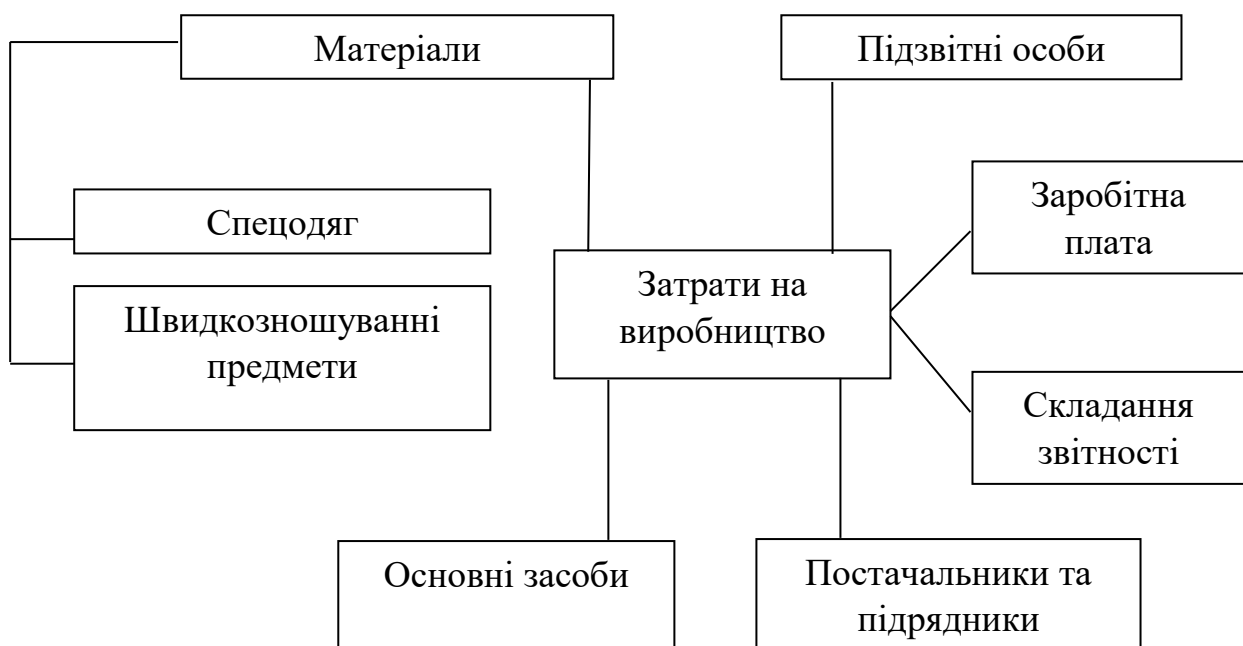 Матеріали
Підзвітні особи
Заробітна
плата
Спецодяг
Затрати на
виробництво
Швидкозношуванні
предмети
Складання
звітності
Основні засоби
Постачальники та
підрядники